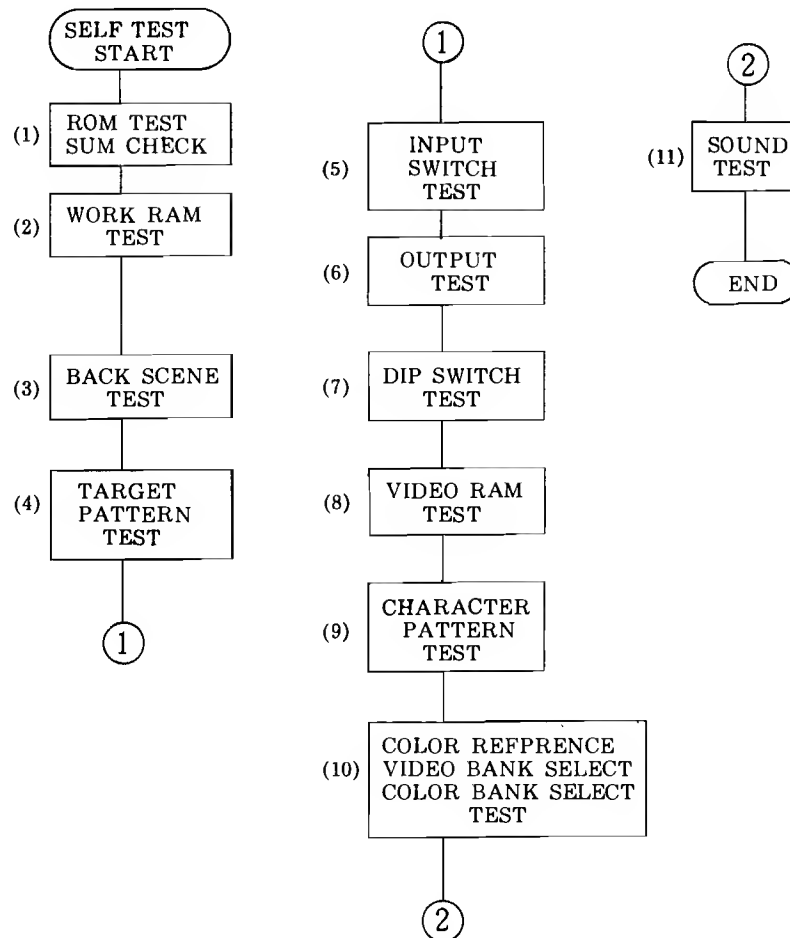 SELF TEST
START
(1)
ROM TEST
SUM CHECK
(2)
WORK RAM
TEST
(3)
BACK SCENE
TEST
(4)
TARGET
PATTERN
TEST
1
1
(5)
INPUT
SWITCH
TEST
(6)
OUTPUT
TEST
(7)
DIP SWITCH
TEST
(8)
VIDEO RAM
TEST
(9)
CHARACTER
PATTERN
TEST
(10)
COLOR REFPRENCE
VIDEO BANK SELECT
COLOR BANK SELECT
TEST
2
2
(11)
SOUND
TEST
END